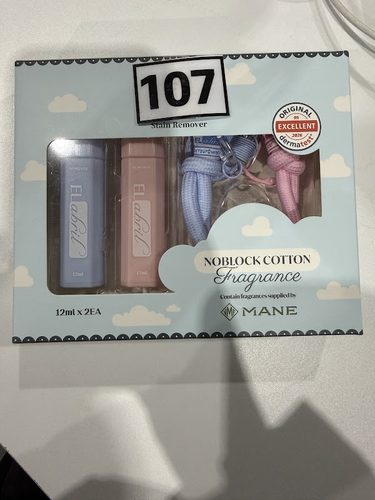 107
Stain Remover
ORIGINAL
EXCELLENT
dermatest
Elabril
12ml
Elabril
12ml
NOBLOCK COTTON
Fragrance
Contain fragrances supplied by
MANE
12ml x 2EA